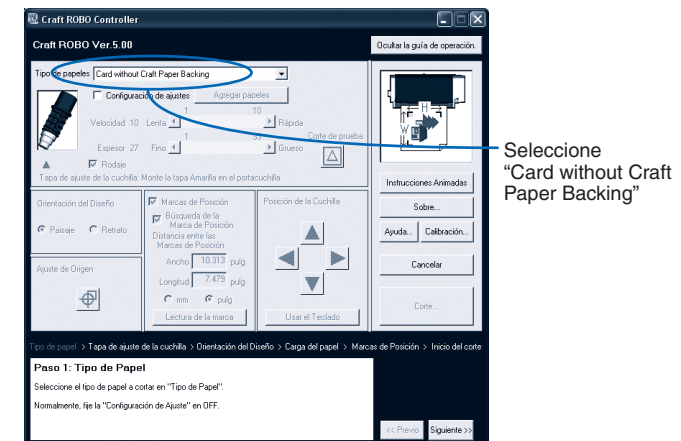 Craft ROBO Controller
Craft ROBO Ver.5.00
Ocultar la guía de operación.
Tipo de papeles Card without Craft Paper Backing
Configuración de ajustes Agregar papeles
1 10
Velocidad 10 Lenta Rápida
1 33
Espesor 27 Fino Grueso
Corte de prueba
Rodaje
Tapa de ajuste de la cuchilla: Monte la tapa Amarilla en el portacuchilla.
Orientación del Diseño
Paisaje Retrato
Ajuste de Origen
Marcas de Posición
Búsqueda de la
Marca de Posición
Distancia entre las
Marcas de Posición
Ancho 10.313 pulg
Longitud 7.479 pulg
mm pulg
Lectura de la marca
Posición de la Cuchilla
Usar el Teclado
H
W
Instrucciones Animadas
Sobre...
Ayuda... Calibración...
Cancelar
Corte...
Tipo de papel > Tapa de ajuste de la cuchilla > Orientación del Diseño > Carga del papel > Marcas de Posición > Inicio del corte
Paso 1: Tipo de Papel
Seleccione el tipo de papel a cortar en "Tipo de Papel".
Normalmente, fije la "Configuración de Ajuste" en OFF.
<< Previo Siguiente >>
Seleccione
“Card without Craft
Paper Backing”